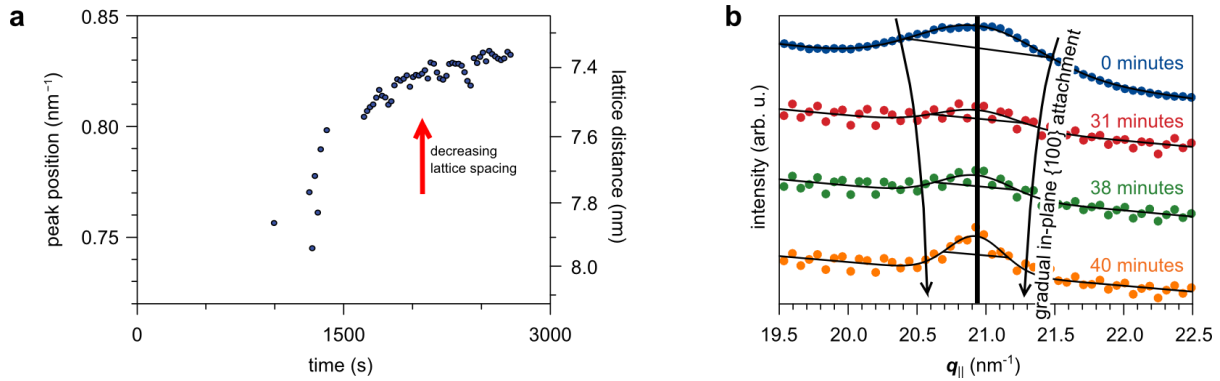 a
0.85
0.80
0.75
peak position (nm⁻¹)
7.4
7.6
7.8
8.0
lattice distance (nm)
decreasing
lattice spacing
0
1500
3000
time (s)
b
intensity (arb. u.)
0 minutes
31 minutes
38 minutes
40 minutes
gradual in-plane {100} attachment
19.5
20.0
20.5
21.0
21.5
22.0
22.5
q|| (nm⁻¹)